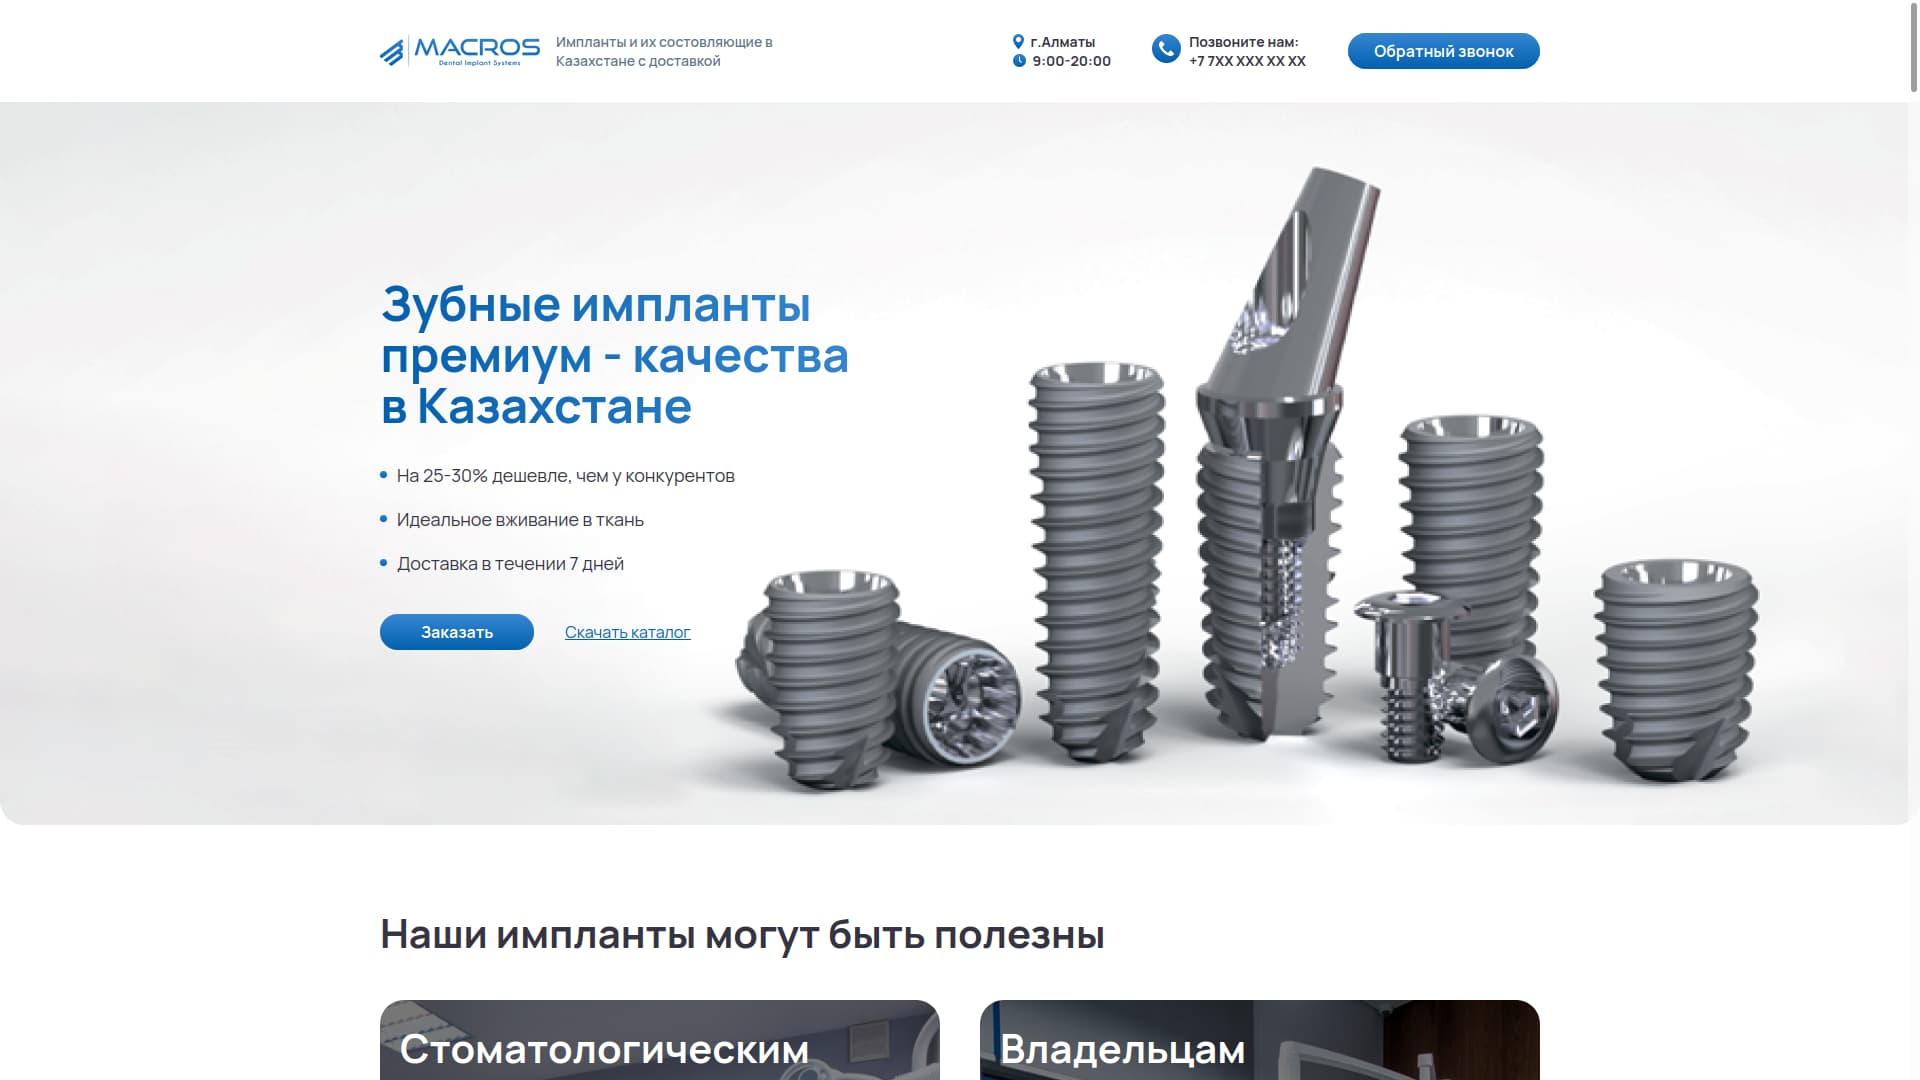 MACROS
Dental Implant Systems
Импланты и их состовляющие в
Казахстане с доставкой
г.Алматы
9:00-20:00
Позвоните нам:
+7 7XX XXX XX XX
Обратный звонок
Зубные импланты
премиум - качества
в Казахстане
На 25-30% дешевле, чем у конкурентов
Идеальное вживание в ткань
Доставка в течении 7 дней
Заказать
Скачать каталог
Наши импланты могут быть полезны
Стоматологическим
Владельцам